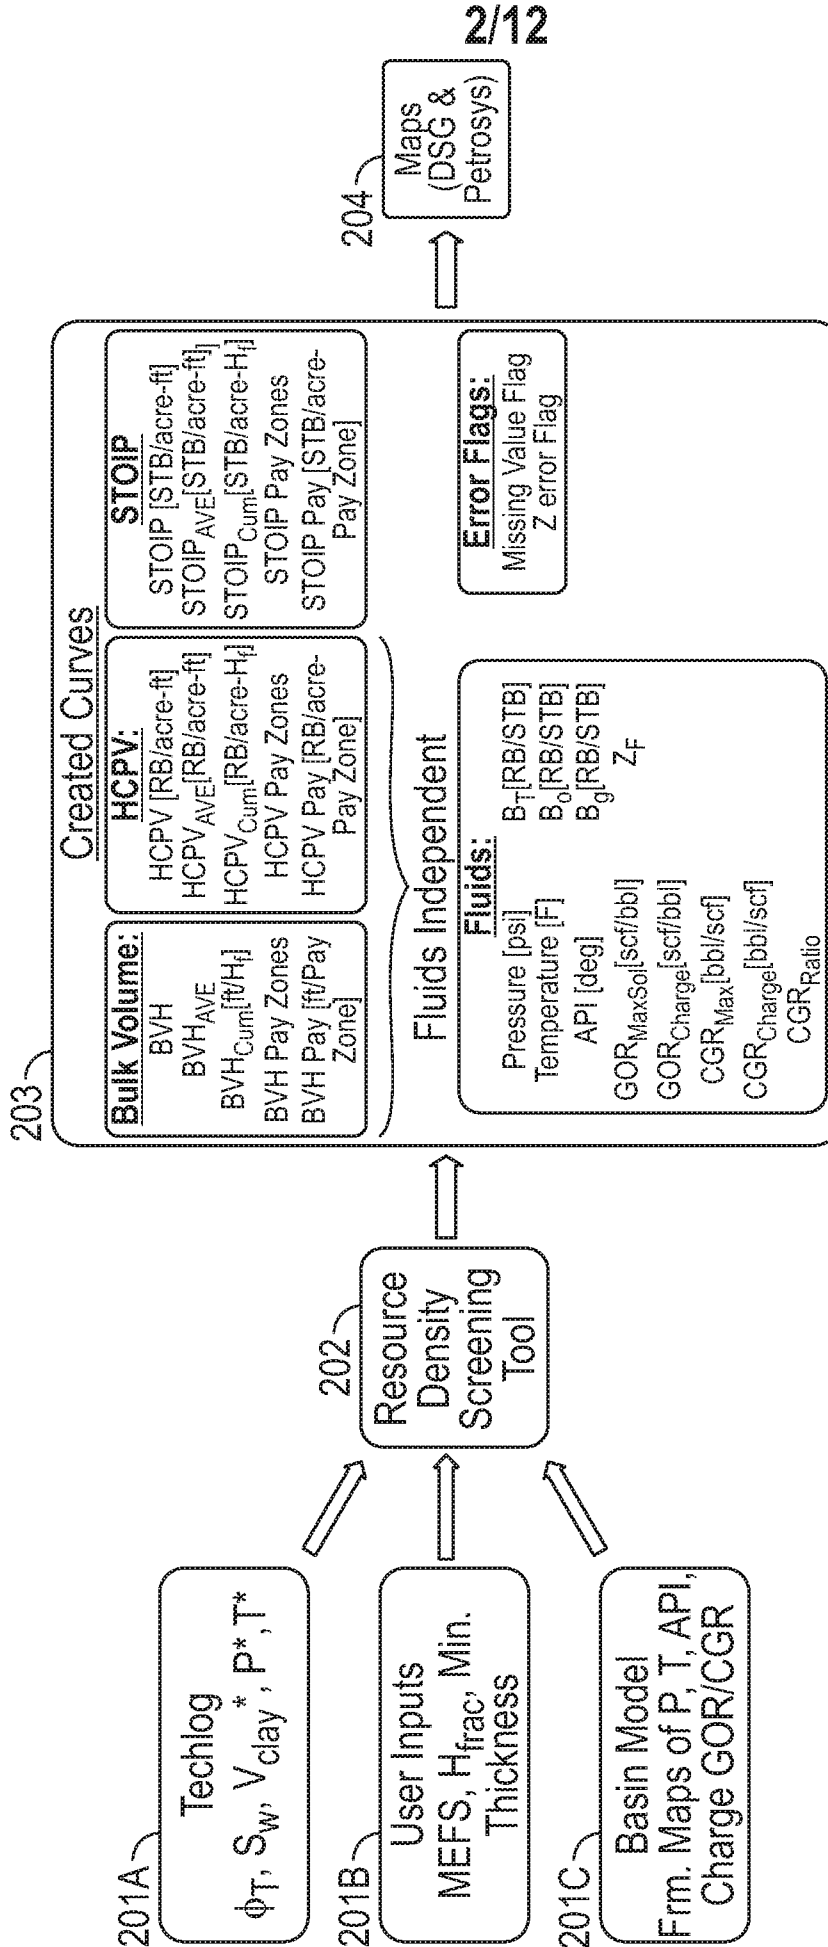 2/12
201A
Techlog
ϕT, SW, Vclay*, P*,T*
201B
User Inputs
MEFS, Hfrac, Min.
Thickness
201C
Basin Model
Frm. Maps of P, T, API,
Charge GOR/CGR
202
Resource
Density
Screening
Tool
203
Created Curves
Bulk Volume:
BVH
BVHAVE
BVHCum[ft/Hf]
BVH Pay Zones
BVH Pay [ft/Pay
Zone]
HCPV:
HCPV [RB/acre-ft]
HCPVAVE[RB/acre-ft]
HCPVCum[RB/acre-Hf]
HCPV Pay Zones
HCPV Pay [RB/acre-
Pay Zone]
STOIP
STOIP [STB/acre-ft]
STOIPAVE[STB/acre-ft]]
STOIPCum[STB/acre-Hf]
STOIP Pay Zones
STOIP Pay [STB/acre-
Pay Zone]
Fluids Independent
Fluids:
Pressure [psi]
Temperature [F]
API [deg]
GORMaxSol[scf/bbl]
GORCharge[scf/bbl]
CGRMax[bbl/scf]
CGRCharge[bbl/scf]
CGRRatio
BT[RB/STB]
Bo[RB/STB]
Bg[RB/STB]
ZF
Error Flags:
Missing Value Flag
Z error Flag
204
Maps
(DSG &
Petrosys)